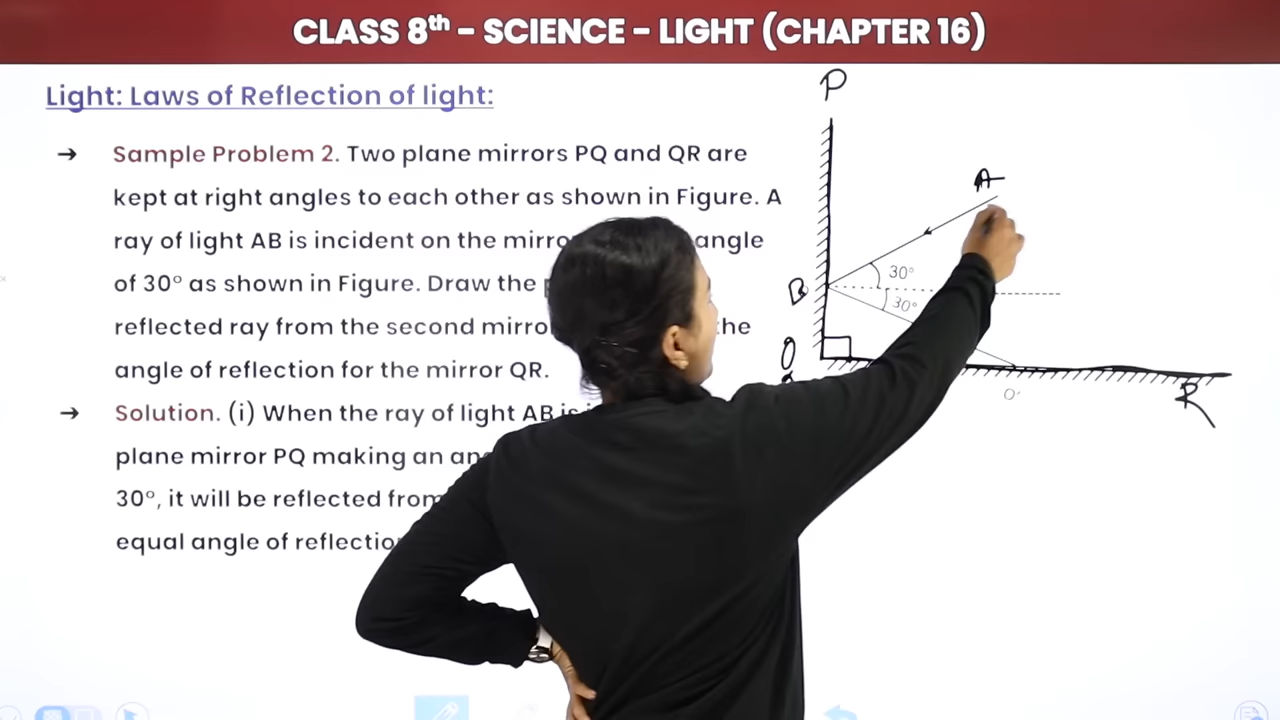 CLASS 8th – SCIENCE – LIGHT (CHAPTER 16)
Light: Laws of Reflection of light:
➔ Sample Problem 2. Two plane mirrors PQ and QR are
kept at right angles to each other as shown in Figure. A
ray of light AB is incident on the angle
of 30° as shown in Figure. Draw the
reflected ray from the second the
angle of reflection for the mirror QR.
➔ Solution. (i) When the ray of light AB is
plane mirror PQ making an
30°, it will be reflected from
equal angle of
P
A
30°
B
30°
O
R
O'